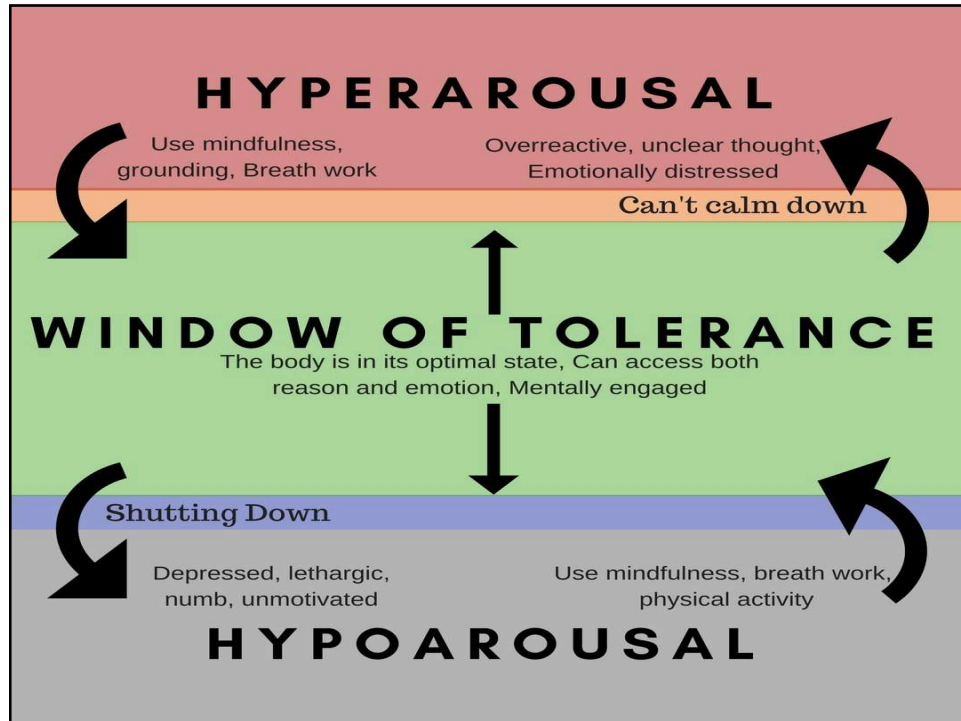 HYPERAROUSAL
Use mindfulness,
grounding, Breath work
Overreactive, unclear thought,
Emotionally distressed
Can't calm down
WINDOW OF TOLERANCE
The body is in its optimal state, Can access both
reason and emotion, Mentally engaged
Shutting Down
Depressed, lethargic,
numb, unmotivated
Use mindfulness, breath work,
physical activity
HYPOAROUSAL